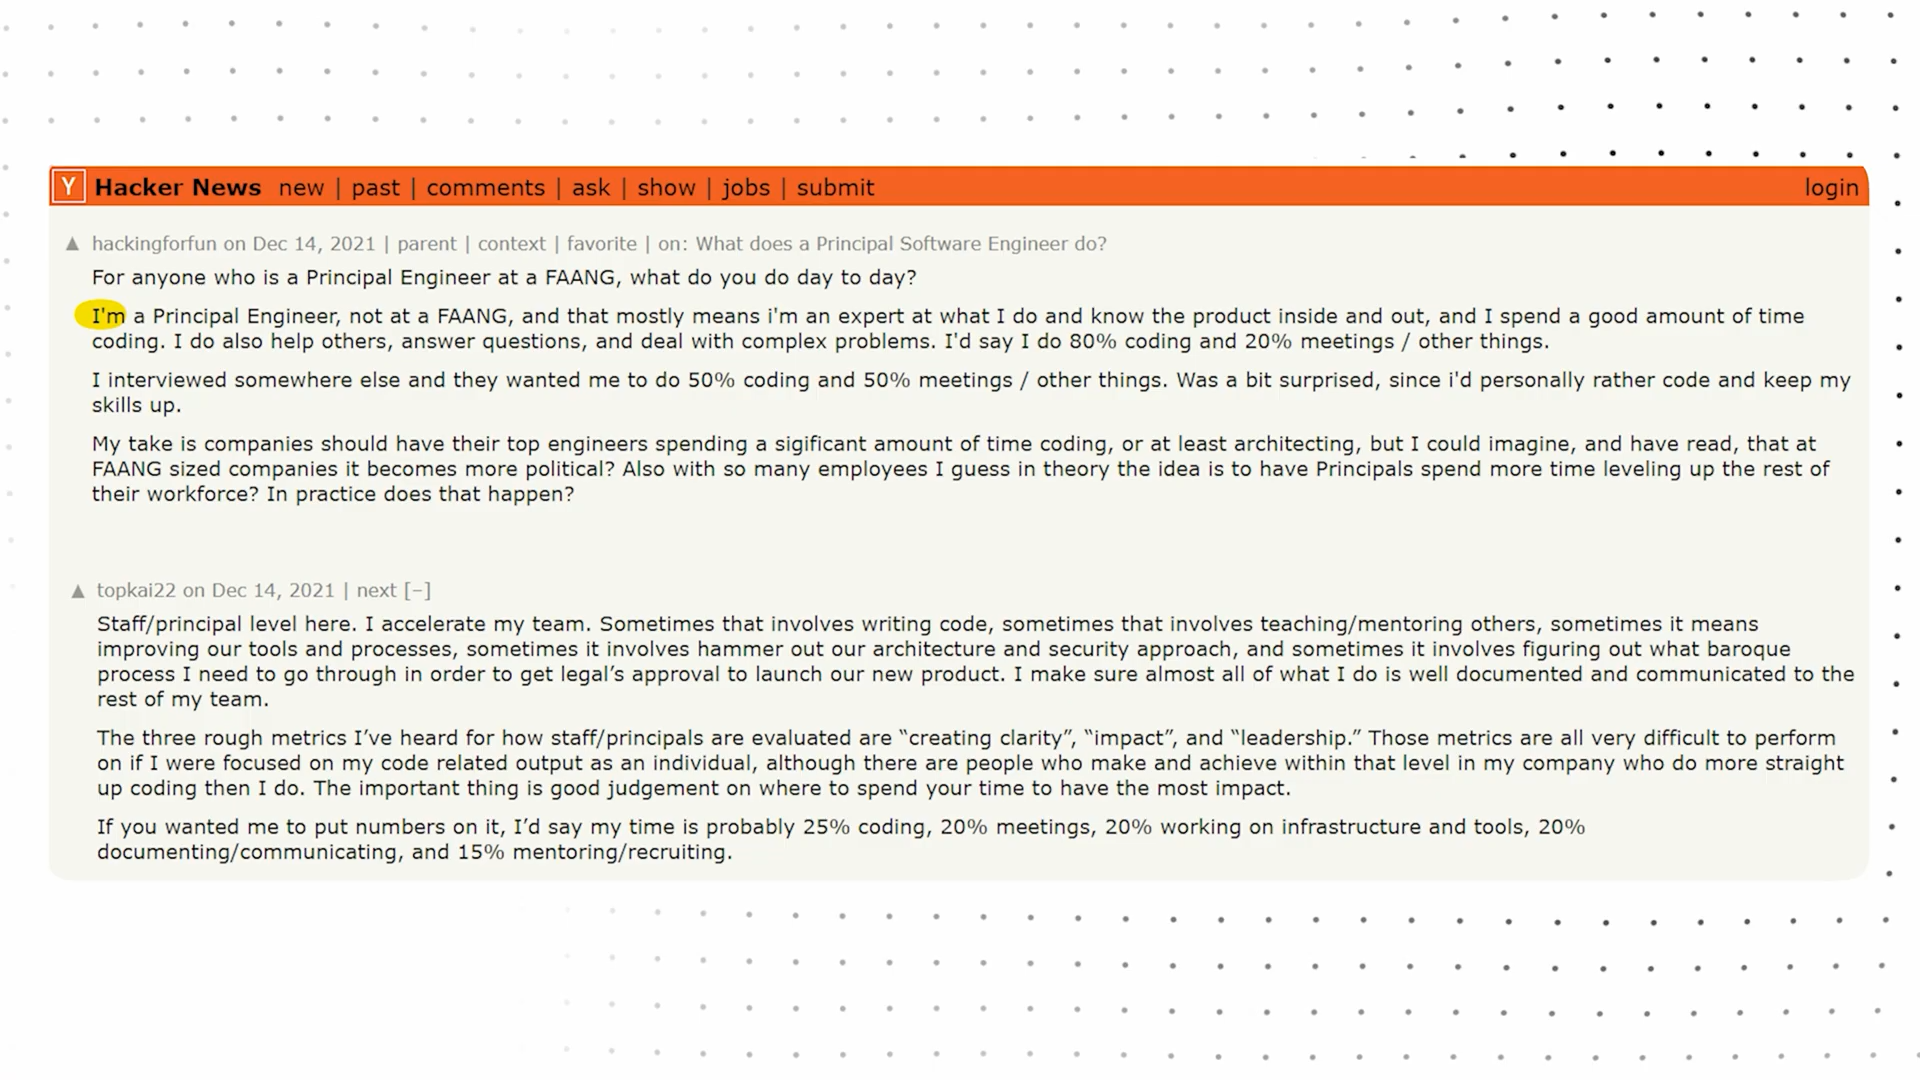 Y Hacker News new | past | comments | ask | show | jobs | submit login
▲ hackingforfun on Dec 14, 2021 | parent | context | favorite | on: What does a Principal Software Engineer do?
For anyone who is a Principal Engineer at a FAANG, what do you do day to day?
I'm a Principal Engineer, not at a FAANG, and that mostly means i'm an expert at what I do and know the product inside and out, and I spend a good amount of time
coding. I do also help others, answer questions, and deal with complex problems. I'd say I do 80% coding and 20% meetings / other things.
I interviewed somewhere else and they wanted me to do 50% coding and 50% meetings / other things. Was a bit surprised, since i'd personally rather code and keep my
skills up.
My take is companies should have their top engineers spending a sigificant amount of time coding, or at least architecting, but I could imagine, and have read, that at
FAANG sized companies it becomes more political? Also with so many employees I guess in theory the idea is to have Principals spend more time leveling up the rest of
their workforce? In practice does that happen?
▲ topkai22 on Dec 14, 2021 | next [–]
Staff/principal level here. I accelerate my team. Sometimes that involves writing code, sometimes that involves teaching/mentoring others, sometimes it means
improving our tools and processes, sometimes it involves hammer out our architecture and security approach, and sometimes it involves figuring out what baroque
process I need to go through in order to get legal’s approval to launch our new product. I make sure almost all of what I do is well documented and communicated to the
rest of my team.
The three rough metrics I’ve heard for how staff/principals are evaluated are “creating clarity”, “impact”, and “leadership.” Those metrics are all very difficult to perform
on if I were focused on my code related output as an individual, although there are people who make and achieve within that level in my company who do more straight
up coding then I do. The important thing is good judgement on where to spend your time to have the most impact.
If you wanted me to put numbers on it, I’d say my time is probably 25% coding, 20% meetings, 20% working on infrastructure and tools, 20%
documenting/communicating, and 15% mentoring/recruiting.